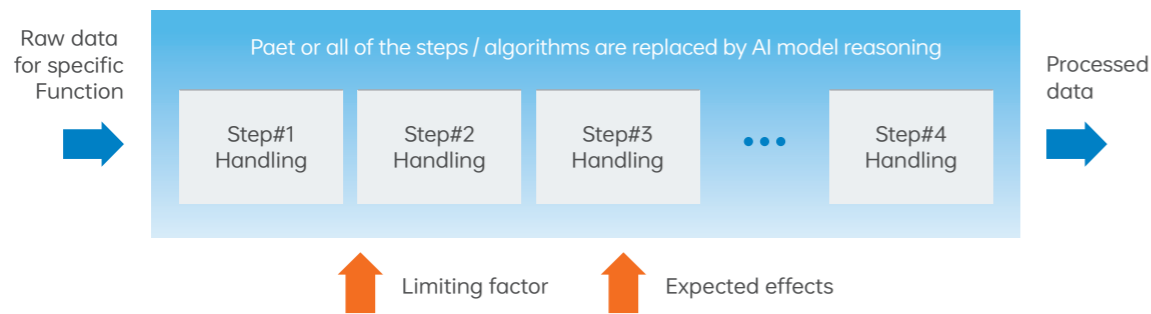 Raw data
for specific
Function
Paet or all of the steps / algorithms are replaced by AI model reasoning
Step#1
Handling
Step#2
Handling
Step#3
Handling
Step#4
Handling
Processed
data
Limiting factor
Expected effects